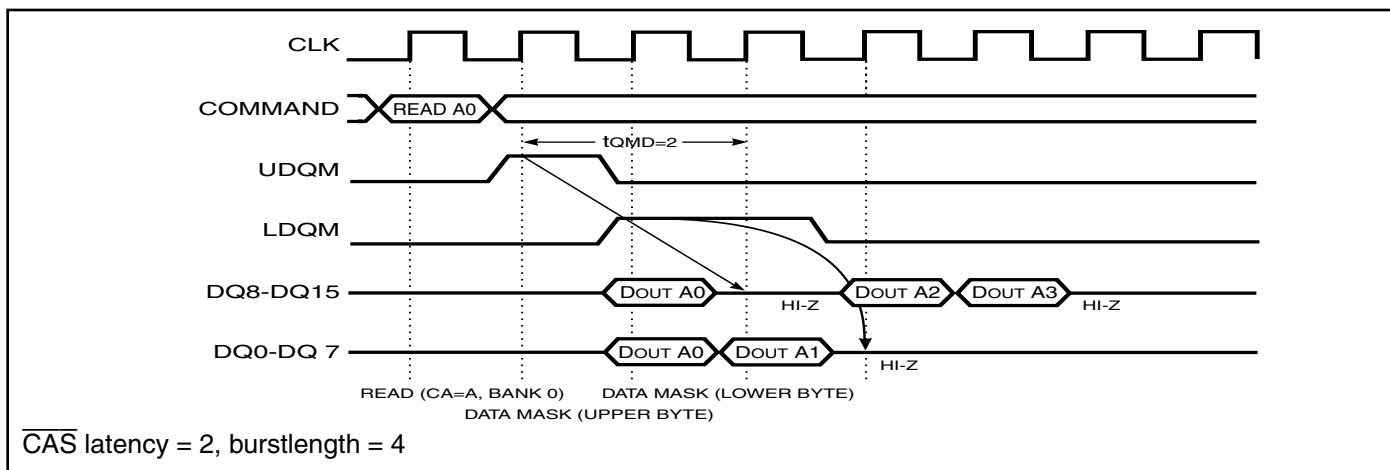 CLK
COMMAND
READ A0
tQMD=2
UDQM
LDQM
DQ8-DQ15
DOUT A0
HI-Z
DOUT A2
DOUT A3
HI-Z
DQ0-DQ 7
DOUT A0
DOUT A1
HI-Z
READ (CA=A, BANK 0)
DATA MASK (LOWER BYTE)
DATA MASK (UPPER BYTE)
CAS latency = 2, burstlength = 4